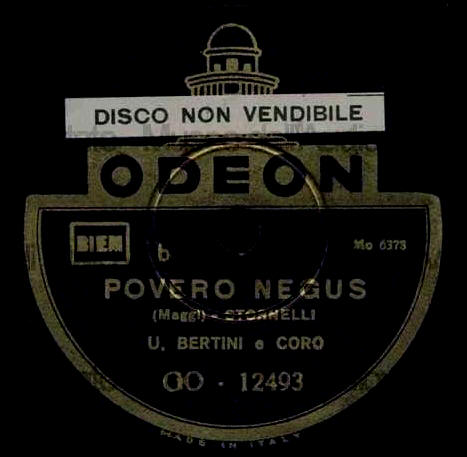 DISCO NON VENDIBILE
ODEON
BIEM b Mo 6373
POVERO NEGUS
(Maggi) - STORNELLI
U. BERTINI e CORO
GO - 12493
MADE IN ITALY